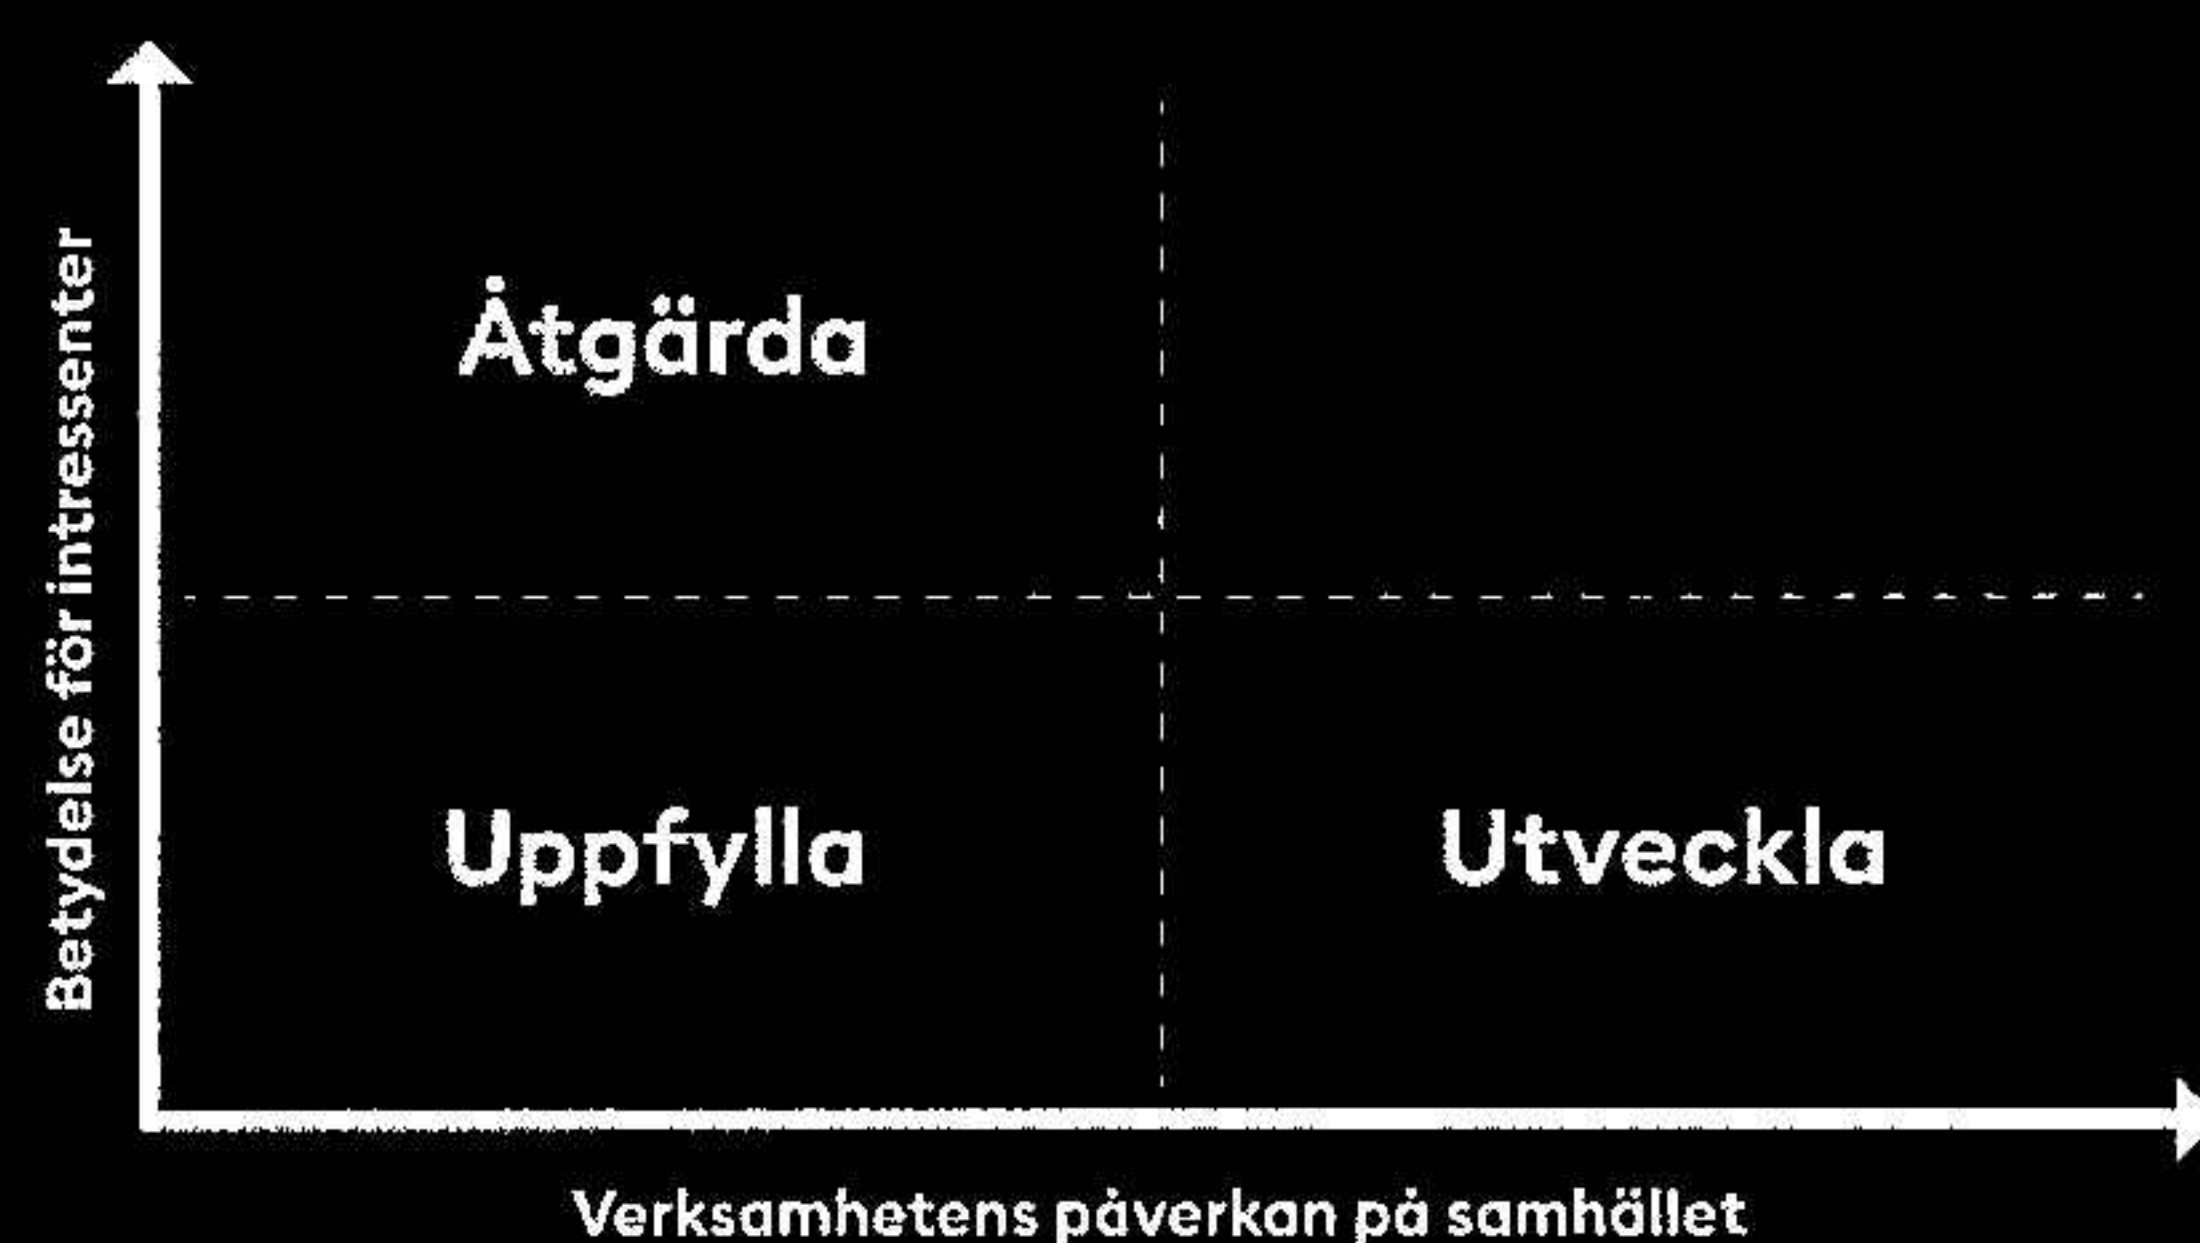 Betydelse för intressenter
Åtgärda
Uppfylla
Utveckla
Verksamhetens påverkan på samhället